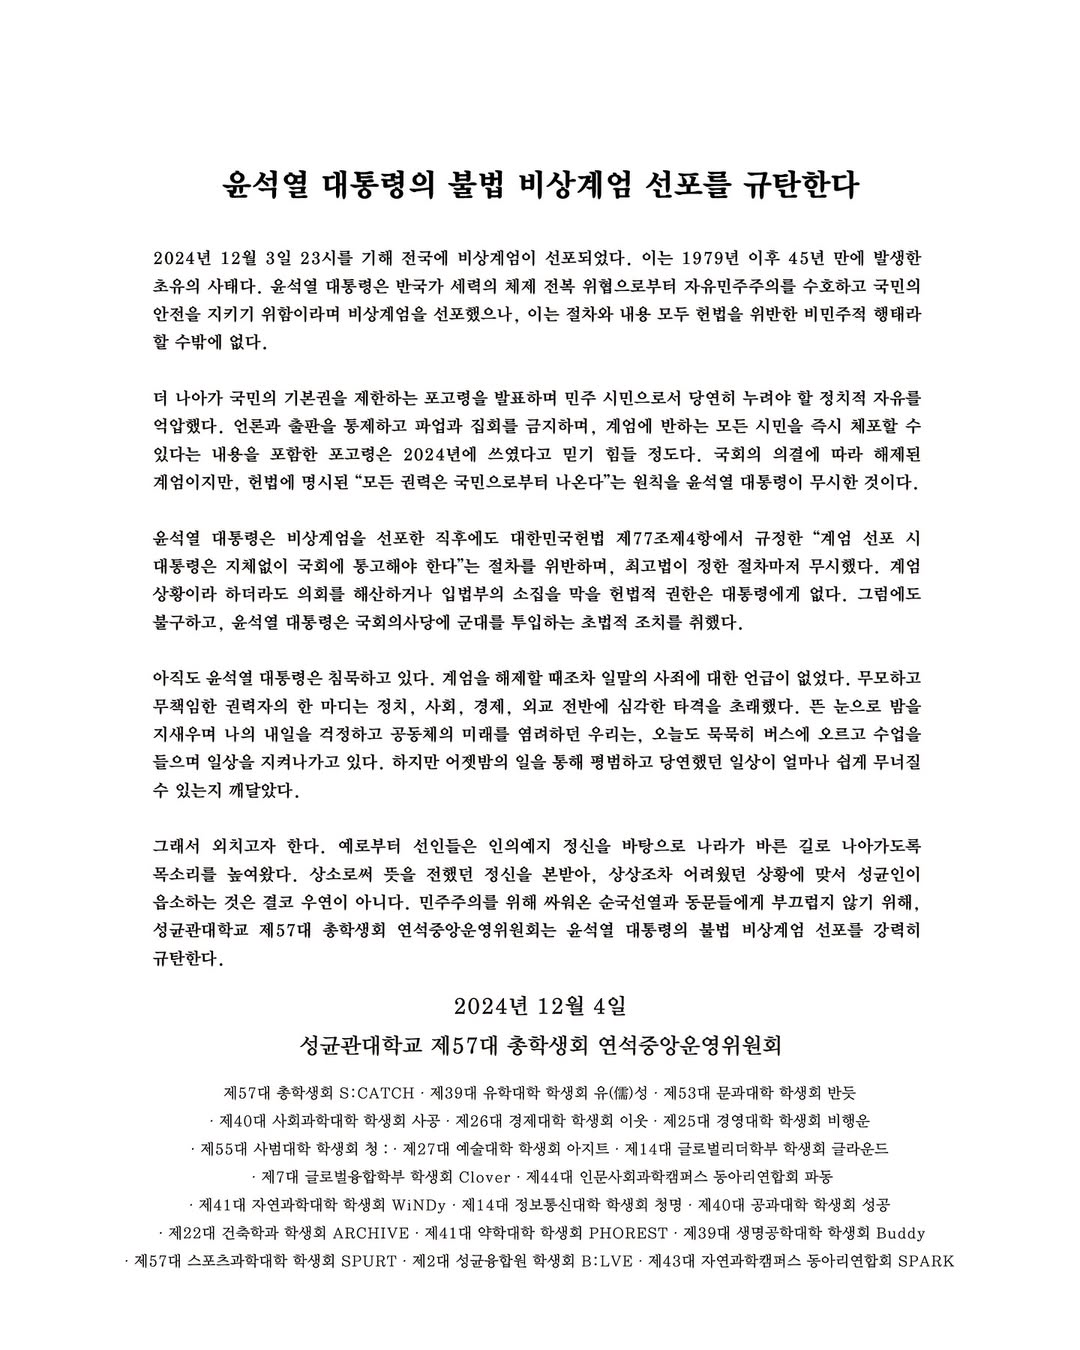 윤석열 대통령의 불법 비상계엄 선포를 규탄한다
2024년 12월 3일 23시를 기해 전국에 비상계엄이 선포되었다. 이는 1979년 이후 45년 만에 발생한
초유의 사태다. 윤석열 대통령은 반국가 세력의 체제 전복 위협으로부터 자유민주주의를 수호하고 국민의
안전을 지키기 위함이라며 비상계엄을 선포했으나, 이는 절차와 내용 모두 헌법을 위반한 비민주적 행태라
할 수밖에 없다.
더 나아가 국민의 기본권을 제한하는 포고령을 발표하며 민주 시민으로서 당연히 누려야 할 정치적 자유를
억압했다. 언론과 출판을 통제하고 파업과 집회를 금지하며, 계엄에 반하는 모든 시민을 즉시 체포할 수
있다는 내용을 포함한 포고령은 2024년에 쓰였다고 믿기 힘들 정도다. 국회의 의결에 따라 해제된
계엄이지만, 헌법에 명시된 “모든 권력은 국민으로부터 나온다”는 원칙을 윤석열 대통령이 무시한 것이다.
윤석열 대통령은 비상계엄을 선포한 직후에도 대한민국헌법 제77조제4항에서 규정한 “계엄 선포 시
대통령은 지체없이 국회에 통고해야 한다”는 절차를 위반하며, 최고법이 정한 절차마저 무시했다. 계엄
상황이라 하더라도 의회를 해산하거나 입법부의 소집을 막을 헌법적 권한은 대통령에게 없다. 그럼에도
불구하고, 윤석열 대통령은 국회의사당에 군대를 투입하는 초법적 조치를 취했다.
아직도 윤석열 대통령은 침묵하고 있다. 계엄을 해제할 때조차 일말의 사죄에 대한 언급이 없었다. 무모하고
무책임한 권력자의 한 마디는 정치, 사회, 경제, 외교 전반에 심각한 타격을 초래했다. 뜬 눈으로 밤을
지새우며 나의 내일을 걱정하고 공동체의 미래를 염려하던 우리는, 오늘도 묵묵히 버스에 오르고 수업을
들으며 일상을 지켜나가고 있다. 하지만 어젯밤의 일을 통해 평범하고 당연했던 일상이 얼마나 쉽게 무너질
수 있는지 깨달았다.
그래서 외치고자 한다. 예로부터 선인들은 인의예지 정신을 바탕으로 나라가 바른 길로 나아가도록
목소리를 높여왔다. 상소로써 뜻을 전했던 정신을 본받아, 상상조차 어려웠던 상황에 맞서 성균인이
읍소하는 것은 결코 우연이 아니다. 민주주의를 위해 싸워온 순국선열과 동문들에게 부끄럽지 않기 위해,
성균관대학교 제57대 총학생회 연석중앙운영위원회는 윤석열 대통령의 불법 비상계엄 선포를 강력히
규탄한다.
2024년 12월 4일
성균관대학교 제57대 총학생회 연석중앙운영위원회
제57대 총학생회 S:CATCH · 제39대 유학대학 학생회 유(儒)성 · 제53대 문과대학 학생회 반듯
· 제40대 사회과학대학 학생회 사공 · 제26대 경제대학 학생회 이웃 · 제25대 경영대학 학생회 비행운
· 제55대 사범대학 학생회 청 : · 제27대 예술대학 학생회 아지트 · 제14대 글로벌리더학부 학생회 글라운드
· 제7대 글로벌융합학부 학생회 Clover · 제44대 인문사회과학캠퍼스 동아리연합회 파동
· 제41대 자연과학대학 학생회 WiNDy · 제14대 정보통신대학 학생회 청명 · 제40대 공과대학 학생회 성공
· 제22대 건축학과 학생회 ARCHIVE · 제41대 약학대학 학생회 PHOREST · 제39대 생명공학대학 학생회 Buddy
· 제57대 스포츠과학대학 학생회 SPURT · 제2대 성균융합원 학생회 B:LVE · 제43대 자연과학캠퍼스 동아리연합회 SPARK